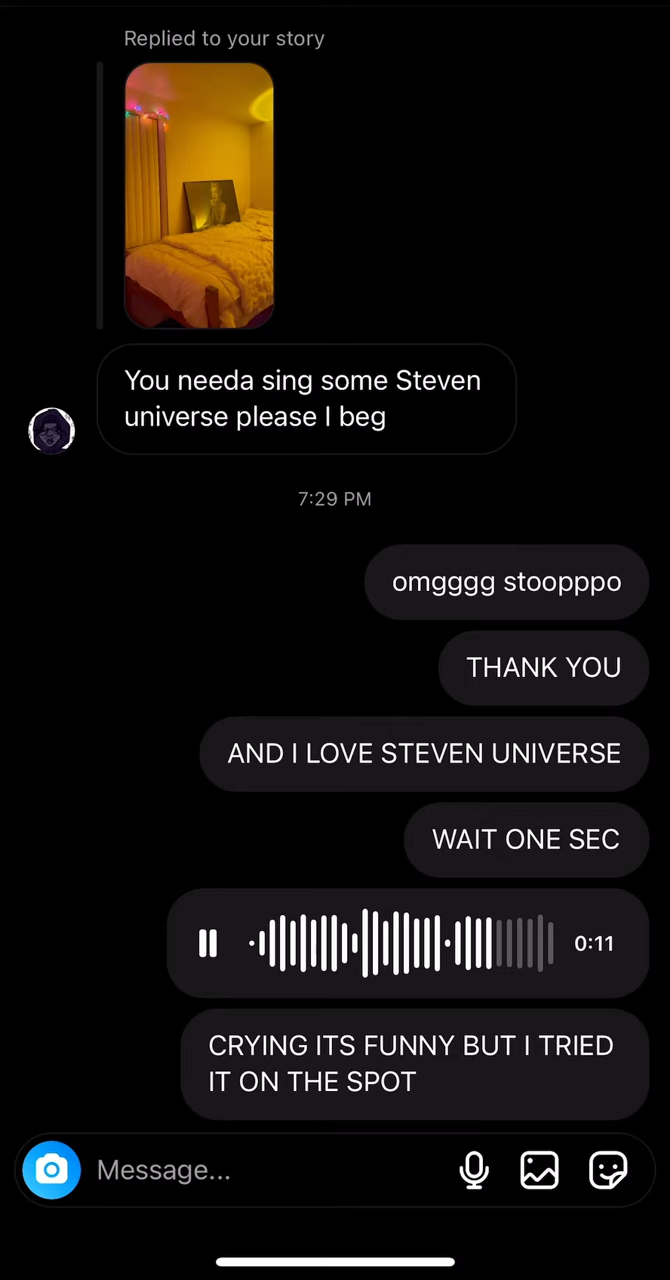 Replied to your story
You needa sing some Steven
universe please I beg
7:29 PM
omgggg stoopppo
THANK YOU
AND I LOVE STEVEN UNIVERSE
WAIT ONE SEC
0:11
CRYING ITS FUNNY BUT I TRIED
IT ON THE SPOT
Message...